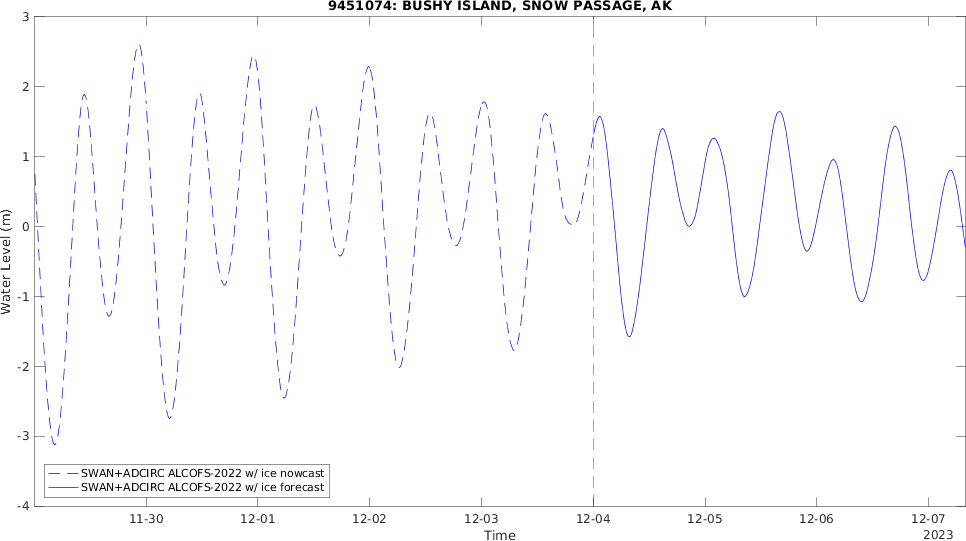 9451074: BUSHY ISLAND, SNOW PASSAGE, AK
3
2
1
0
-1
-2
-3
-4
Water Level (m)
SWAN+ADCIRC ALCOFS-2022 w/ ice nowcast
SWAN+ADCIRC ALCOFS-2022 w/ ice forecast
11-30 12-01 12-02 12-03 12-04 12-05 12-06 12-07
Time 2023